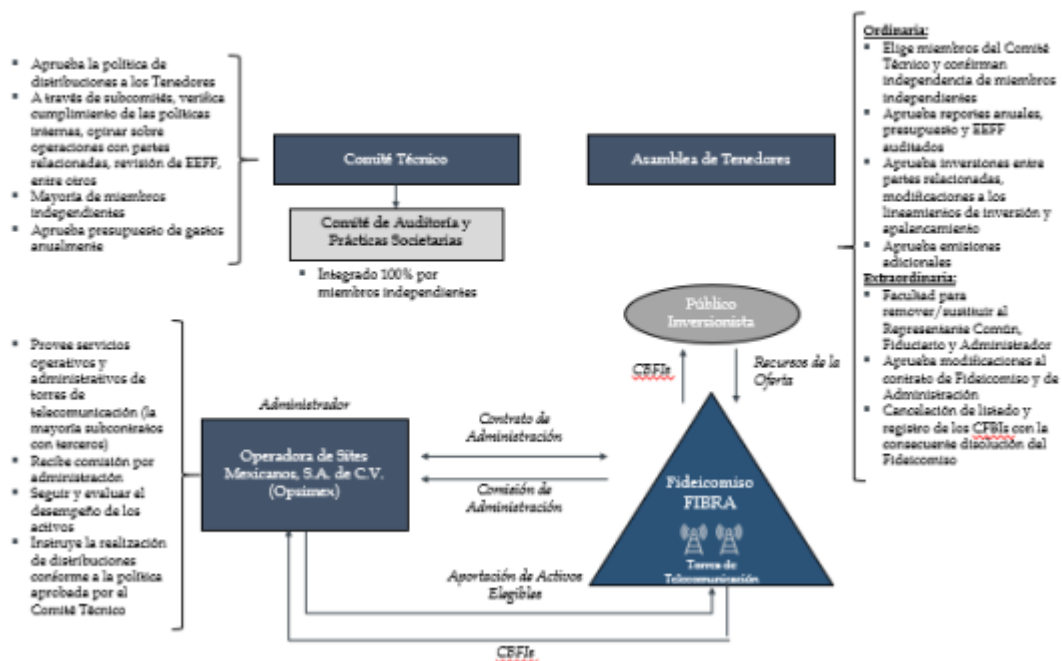 ▪ Aprueba la política de
distribuciones a los Tenedores
▪ A través de subcomités, verifica
cumplimiento de las políticas
internas, opinar sobre
operaciones con partes
relacionadas, revisión de EEFF,
entre otros
▪ Mayoría de miembros
independientes
▪ Aprueba presupuesto de gastos
anualmente
Comité Técnico
Comité de Auditoría y
Prácticas Societarias
▪ Integrado 100% por
miembros independientes
Asamblea de Tenedores
Ordinaria:
▪ Elige miembros del Comité
Técnico y confirman
independencia de miembros
independientes
▪ Aprueba reportes anuales,
presupuesto y EEFF
auditados
▪ Aprueba inversiones entre
partes relacionadas,
modificaciones a los
lineamientos de inversión y
apalancamiento
▪ Aprueba emisiones
adicionales
Extraordinaria:
▪ Facultad para
remover/sustituir al
Representante Común,
Fiduciario y Administrador
▪ Aprueba modificaciones al
contrato de Fideicomiso y de
Administración
▪ Cancelación de listado y
registro de los CFBIs con la
consecuente disolución del
Fideicomiso
Público
Inversionista
CBFIs
Recursos de la
Oferta
▪ Provee servicios
operativos y
administrativos de
torres de
telecomunicación (la
mayoría subcontratos
con terceros)
▪ Recibe comisión por
administración
▪ Seguir y evaluar el
desempeño de los
activos
▪ Instruye la realización
de distribuciones
conforme a la política
aprobada por el
Comité Técnico
Administrador
Operadora de Sites
Mexicanos, S.A. de C.V.
(Opsimex)
Contrato de
Administración
Comisión de
Administración
Fideicomiso
FIBRA
Torres de
Telecomunicación
Aportación de Activos
Elegibles
CBFIs